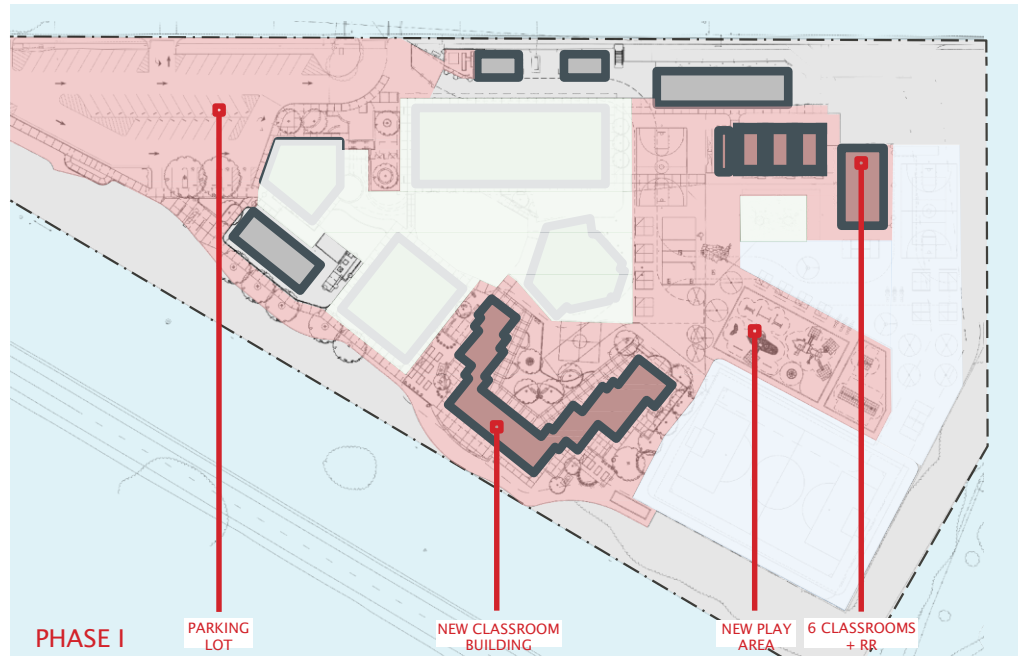 PHASE I
PARKING
LOT
NEW CLASSROOM
BUILDING
NEW PLAY
AREA
6 CLASSROOMS
+ RR